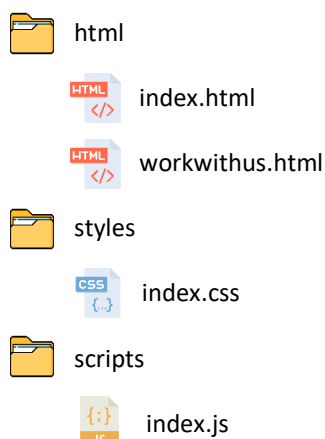 html
HTML
</>
index.html
HTML
</>
workwithus.html
styles
CSS
{...}
index.css
scripts
{:}
JS
index.js